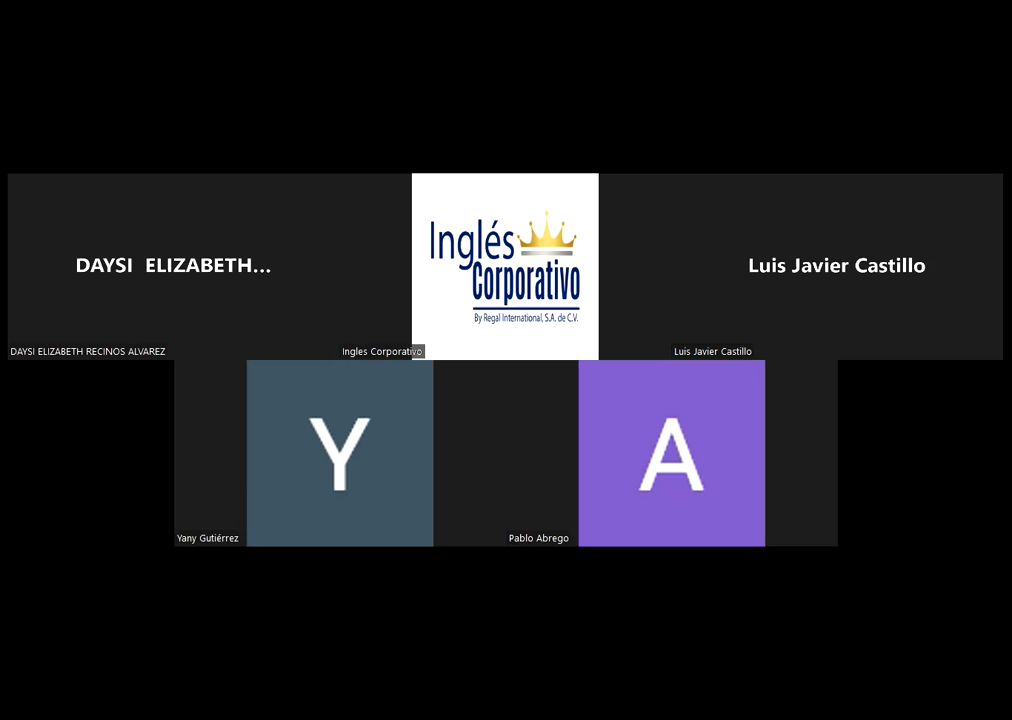 DAYSI ELIZABETH...
Inglés
Corporativo
By Regal International, S.A. de C.V.
Luis Javier Castillo
DAYSI ELIZABETH RECINOS ALVAREZ
Ingles Corporativo
Luis Javier Castillo
Y
A
Yany Gutiérrez
Pablo Abrego